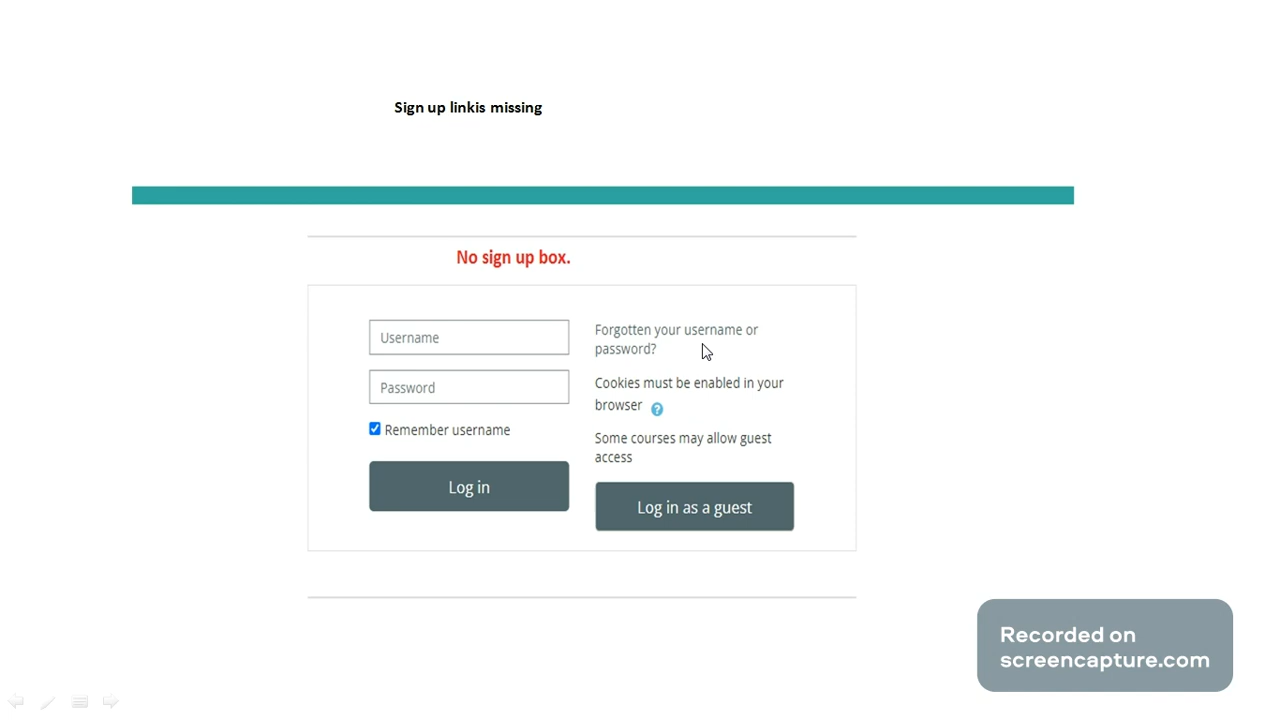 Sign up linkis missing
No sign up box.
Username
Password
Remember username
Log in
Forgotten your username or
password?
Cookies must be enabled in your
browser ?
Some courses may allow guest
access
Log in as a guest
Recorded on
screencapture.com